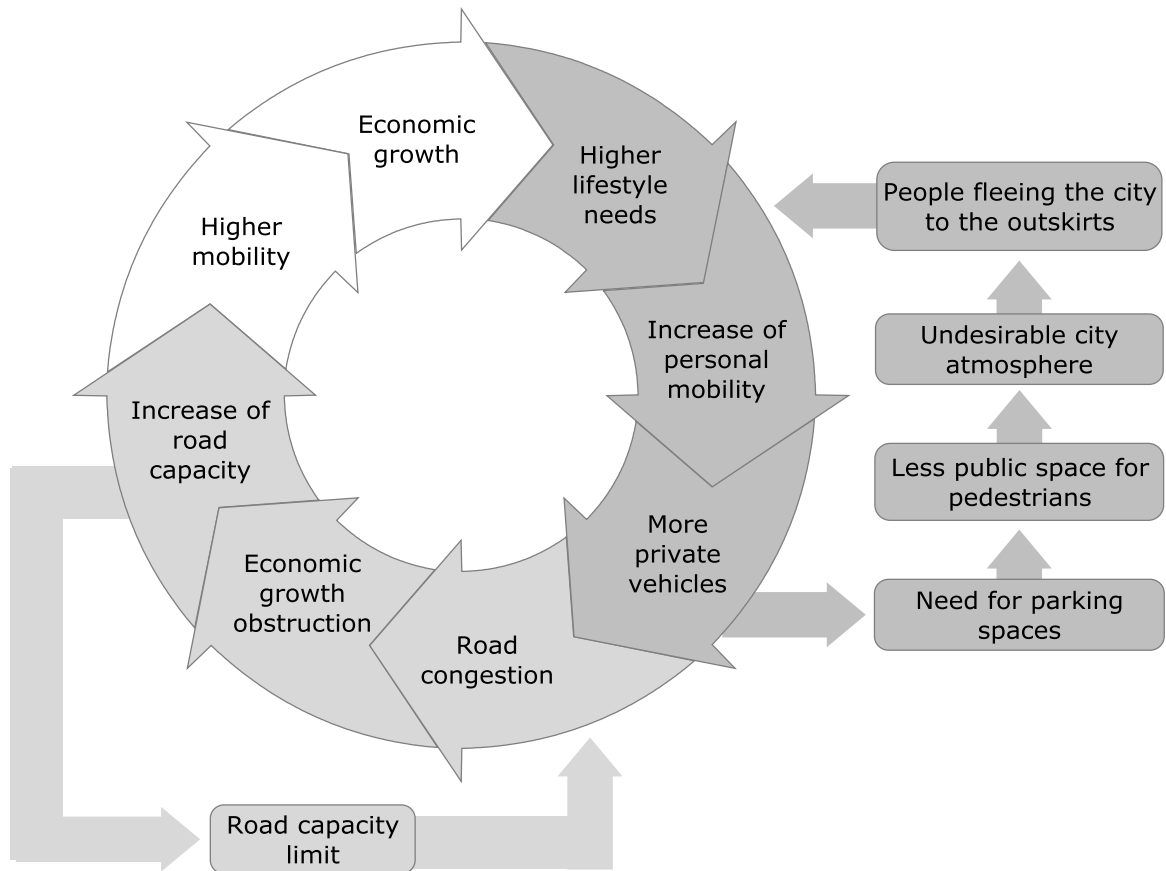 Economic
growth
Higher
lifestyle
needs
Increase of
personal
mobility
More
private
vehicles
Road
congestion
Economic
growth
obstruction
Increase of
road
capacity
Higher
mobility
People fleeing the city
to the outskirts
Undesirable city
atmosphere
Less public space for
pedestrians
Need for parking
spaces
Road capacity
limit